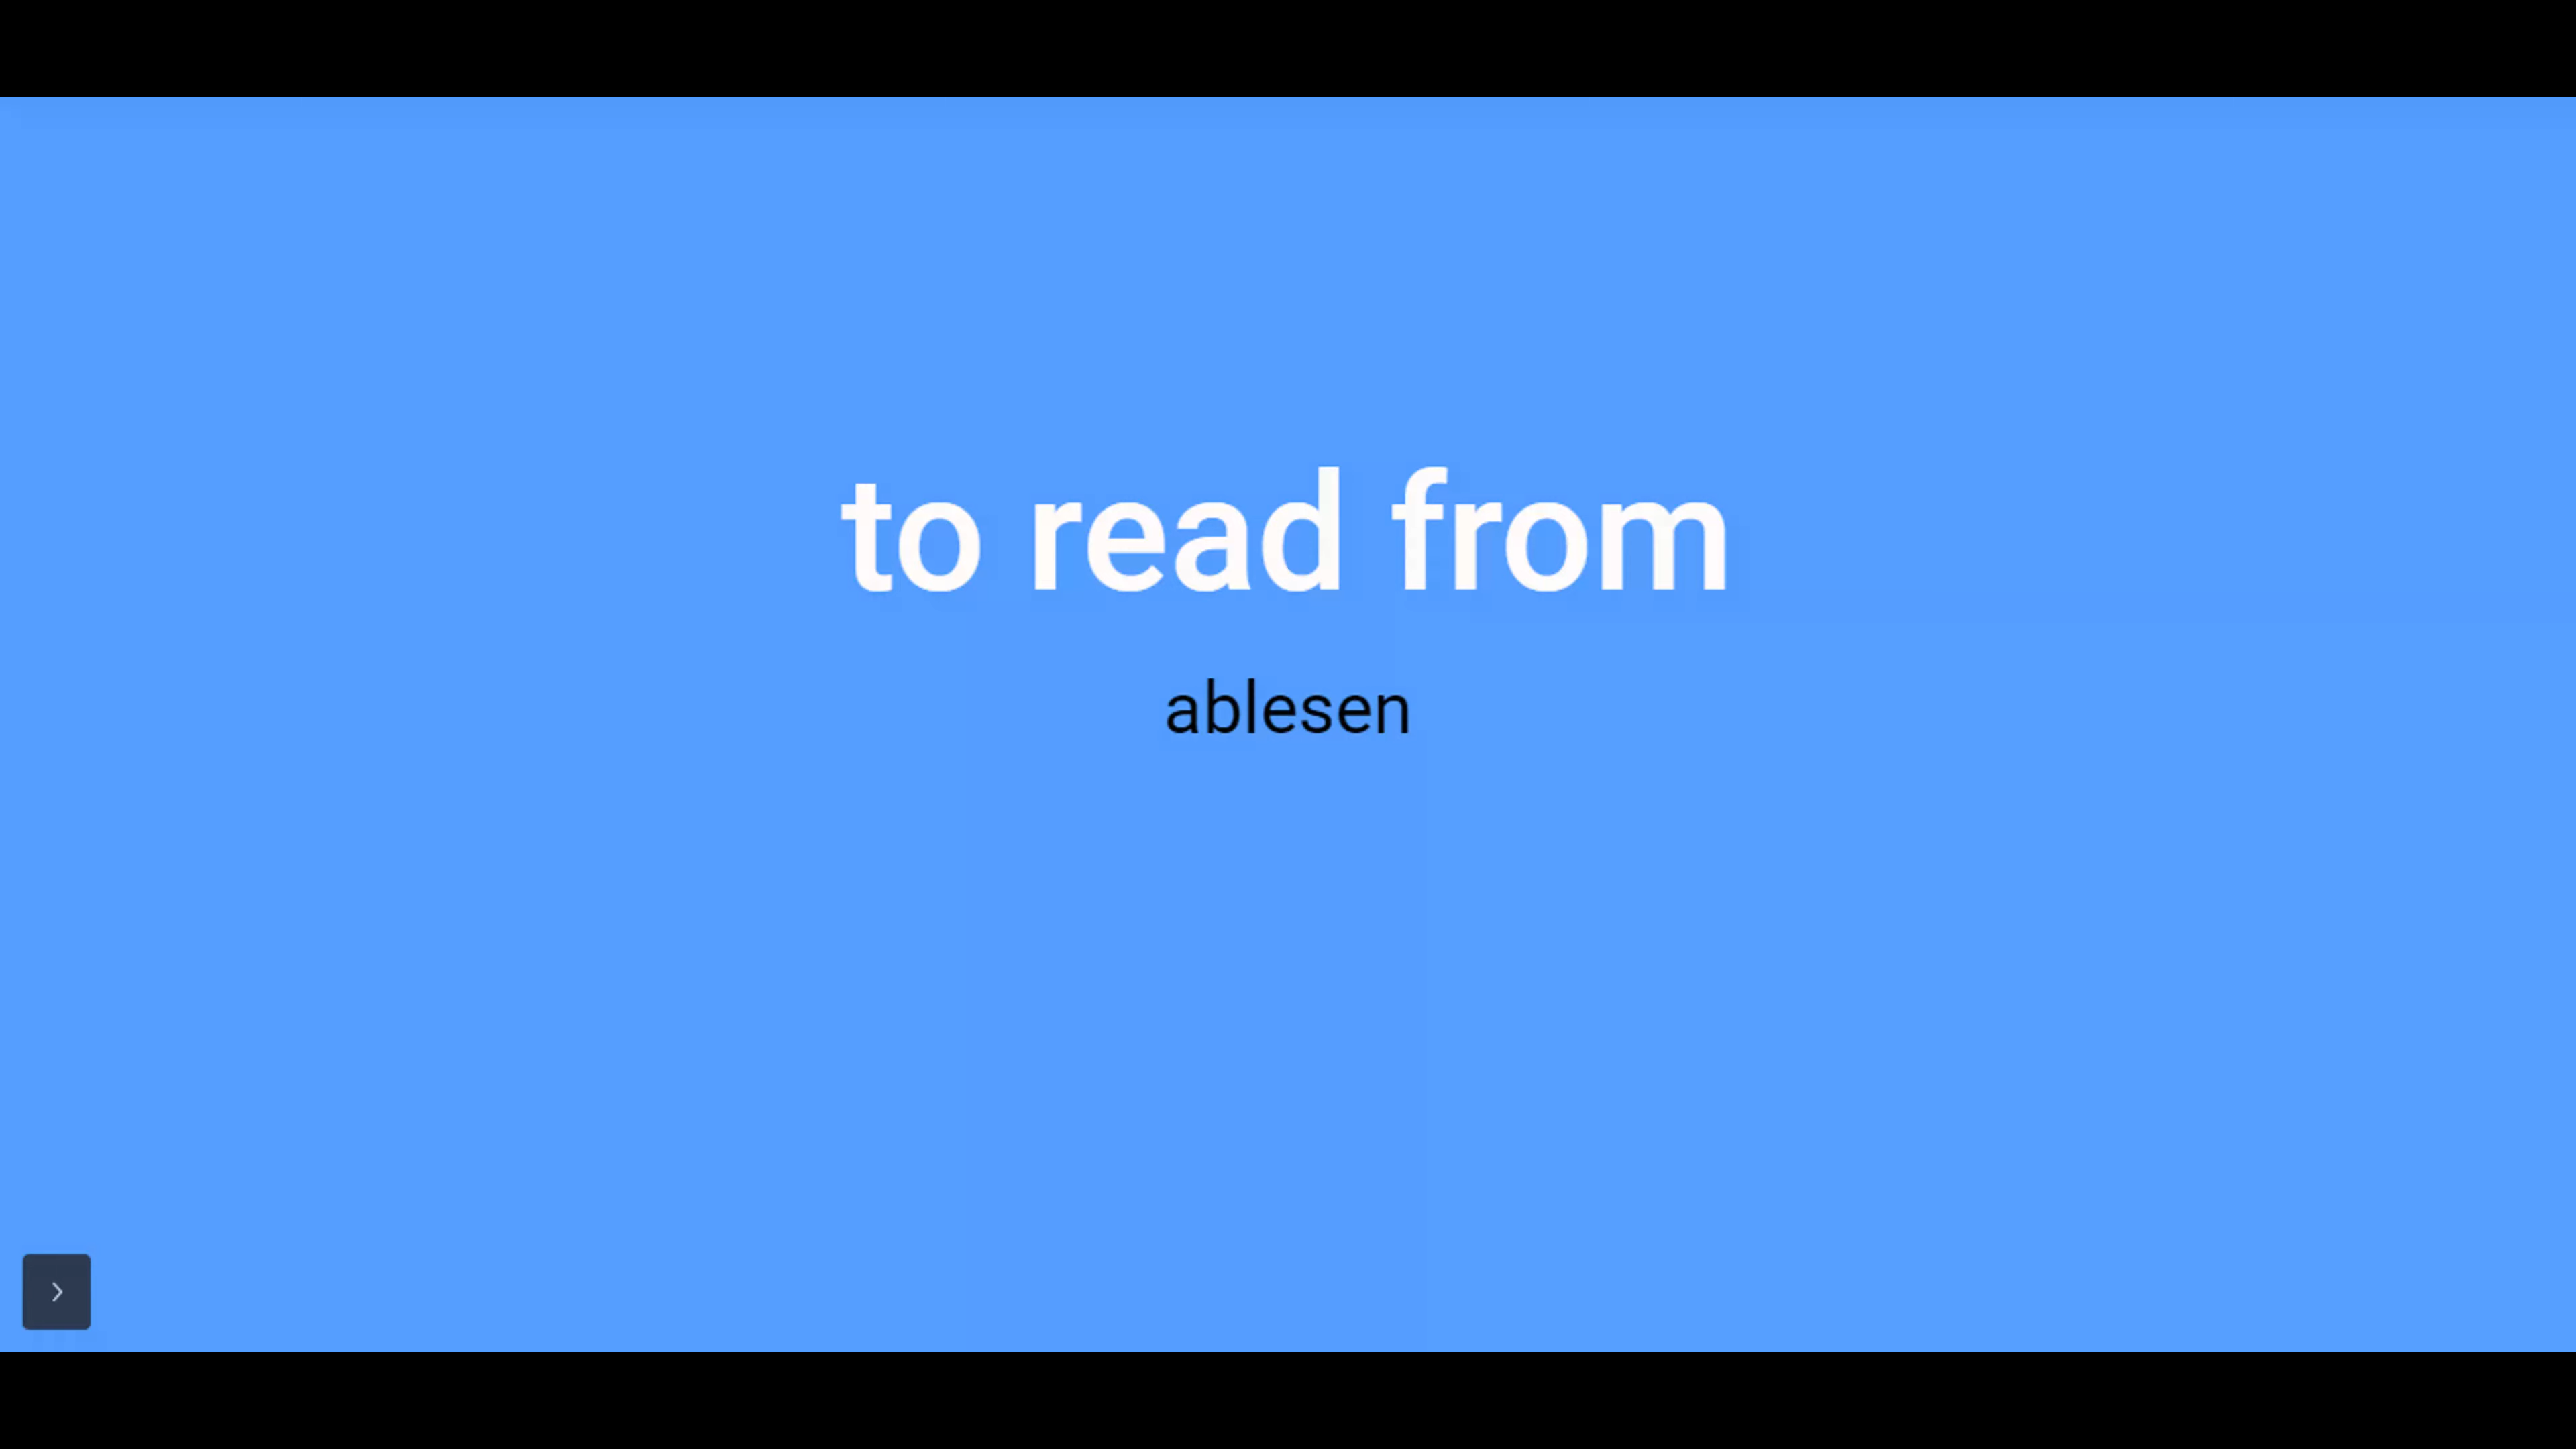 to read from
ablesen